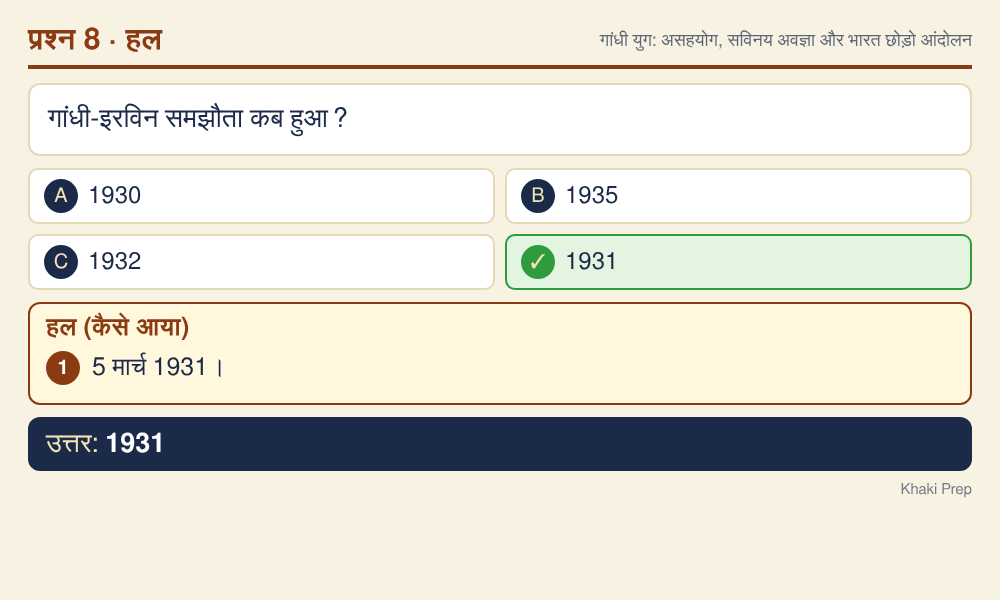 प्रश्न 8 · हल
गांधी युग: असहयोग, सविनय अवज्ञा और भारत छोड़ो आंदोलन
गांधी-इरविन समझौता कब हुआ ?
A 1930
B 1935
C 1932
✓ 1931
हल (कैसे आया)
1 5 मार्च 1931 ।
उत्तर: 1931
Khaki Prep